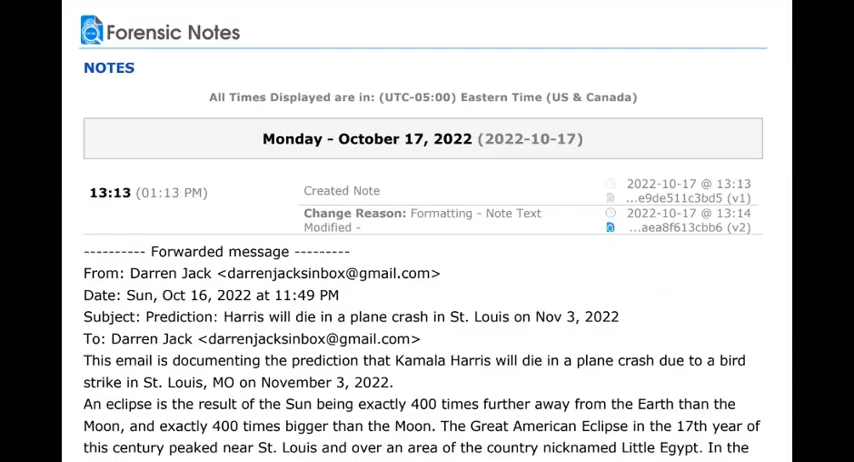 Forensic Notes
NOTES
All Times Displayed are in: (UTC-05:00) Eastern Time (US & Canada)
Monday - October 17, 2022 (2022-10-17)
13:13 (01:13 PM)
Created Note
2022-10-17 @ 13:13
...e9de511c3bd5 (v1)
Change Reason: Formatting - Note Text
Modified -
2022-10-17 @ 13:14
...aea8f613cbb6 (v2)
---------- Forwarded message ---------
From: Darren Jack <darrenjacksinbox@gmail.com>
Date: Sun, Oct 16, 2022 at 11:49 PM
Subject: Prediction: Harris will die in a plane crash in St. Louis on Nov 3, 2022
To: Darren Jack <darrenjacksinbox@gmail.com>
This email is documenting the prediction that Kamala Harris will die in a plane crash due to a bird
strike in St. Louis, MO on November 3, 2022.
An eclipse is the result of the Sun being exactly 400 times further away from the Earth than the
Moon, and exactly 400 times bigger than the Moon. The Great American Eclipse in the 17th year of
this century peaked near St. Louis and over an area of the country nicknamed Little Egypt. In the